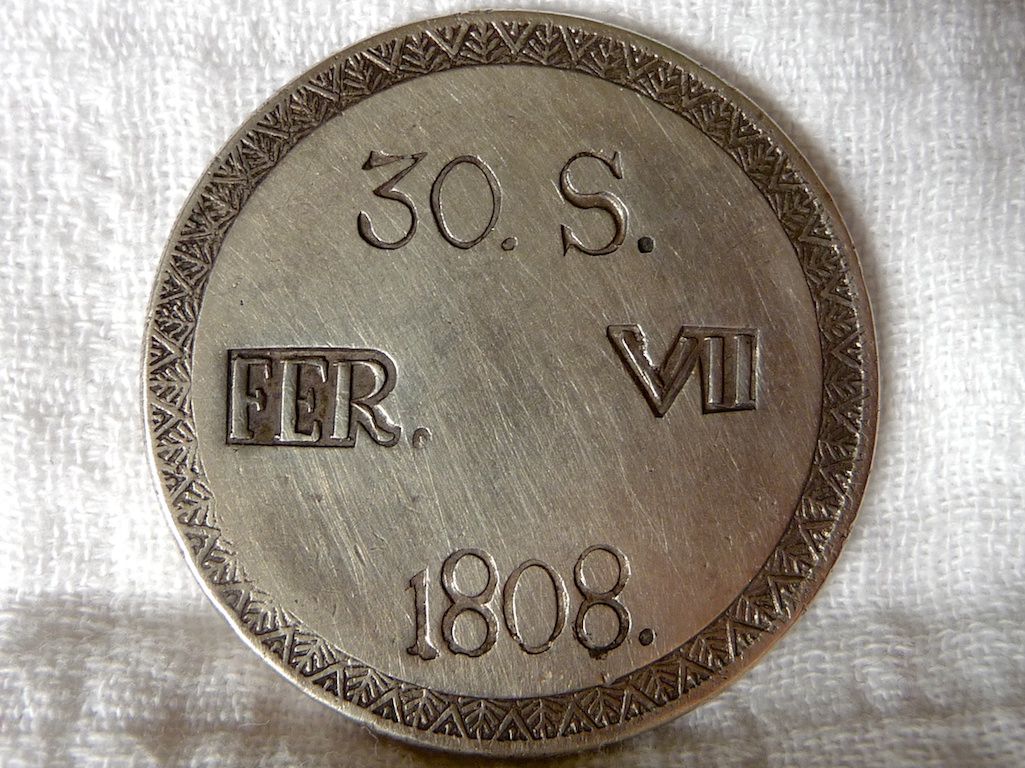 30. S.
FER. VII
1808.